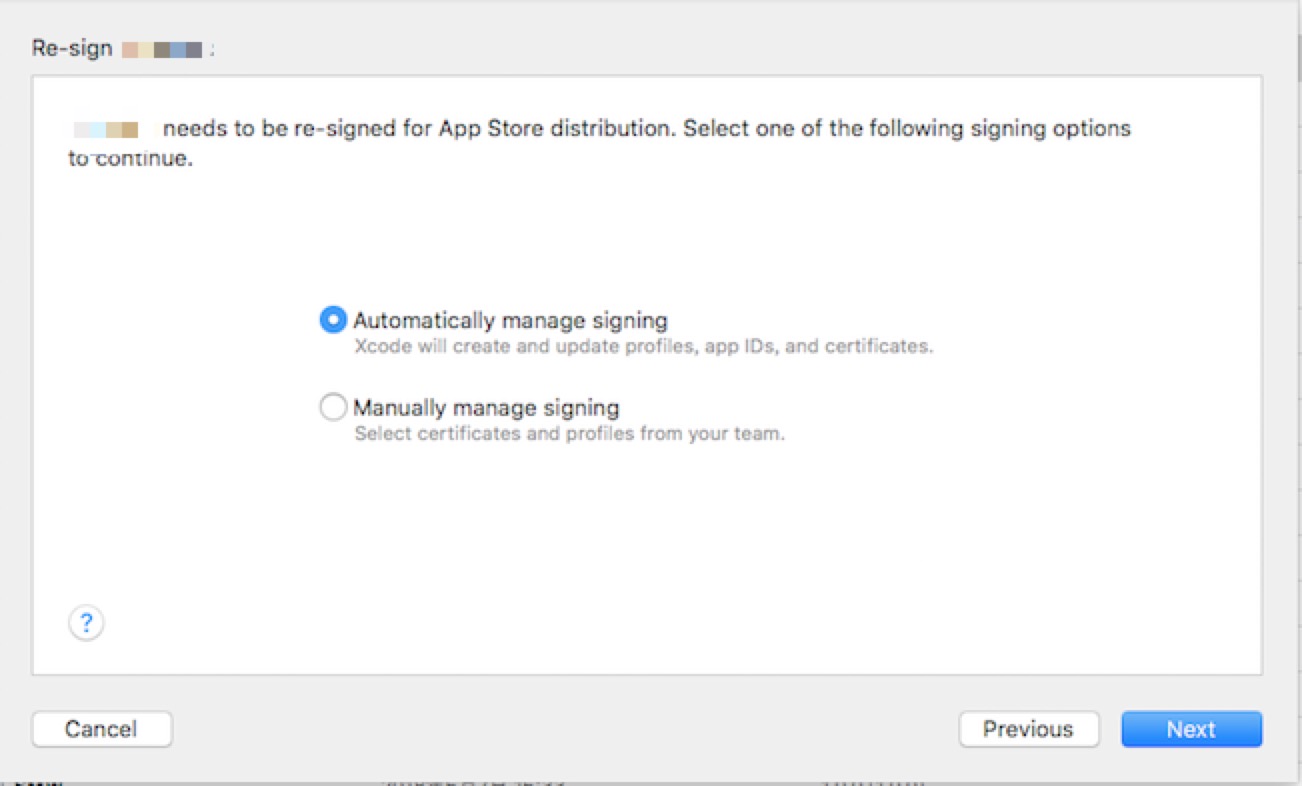 Re-sign
needs to be re-signed for App Store distribution. Select one of the following signing options
to continue.
Automatically manage signing
Xcode will create and update profiles, app IDs, and certificates.
Manually manage signing
Select certificates and profiles from your team.
?
Cancel
Previous
Next